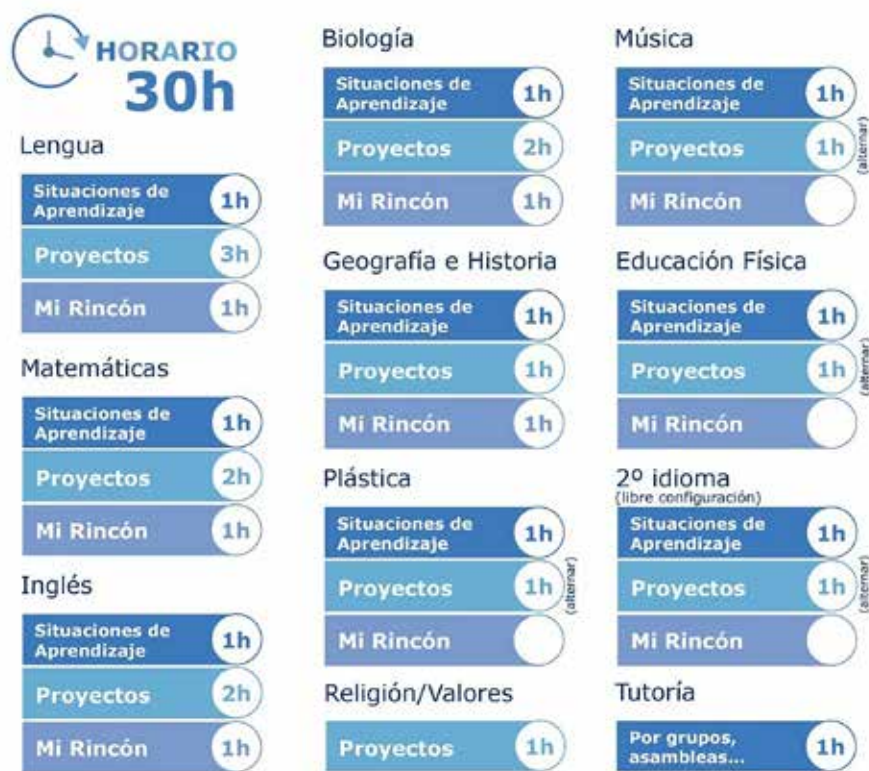 HORARIO
30h
Lengua
Situaciones de
Aprendizaje
1h
Proyectos
3h
Mi Rincón
1h
Matemáticas
Situaciones de
Aprendizaje
1h
Proyectos
2h
Mi Rincón
1h
Inglés
Situaciones de
Aprendizaje
1h
Proyectos
2h
Mi Rincón
1h
Biología
Situaciones de
Aprendizaje
1h
Proyectos
2h
Mi Rincón
1h
Geografía e Historia
Situaciones de
Aprendizaje
1h
Proyectos
1h
Mi Rincón
1h
Plástica
Situaciones de
Aprendizaje
1h
Proyectos
1h
(alternar)
Mi Rincón
Religión/Valores
Proyectos
1h
Música
Situaciones de
Aprendizaje
1h
Proyectos
1h
(alternar)
Mi Rincón
Educación Física
Situaciones de
Aprendizaje
1h
Proyectos
1h
(alternar)
Mi Rincón
2º idioma
(libre configuración)
Situaciones de
Aprendizaje
1h
Proyectos
1h
(alternar)
Mi Rincón
Tutoría
Por grupos,
asambleas...
1h